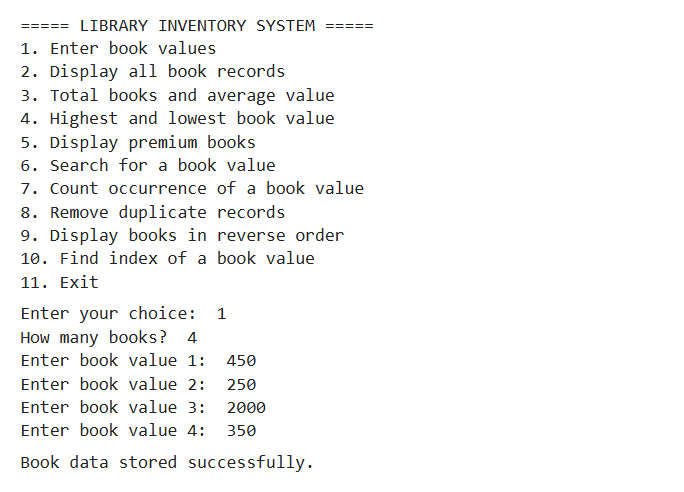 ===== LIBRARY INVENTORY SYSTEM =====
1. Enter book values
2. Display all book records
3. Total books and average value
4. Highest and lowest book value
5. Display premium books
6. Search for a book value
7. Count occurrence of a book value
8. Remove duplicate records
9. Display books in reverse order
10. Find index of a book value
11. Exit
Enter your choice:  1
How many books?  4
Enter book value 1:  450
Enter book value 2:  250
Enter book value 3:  2000
Enter book value 4:  350
Book data stored successfully.